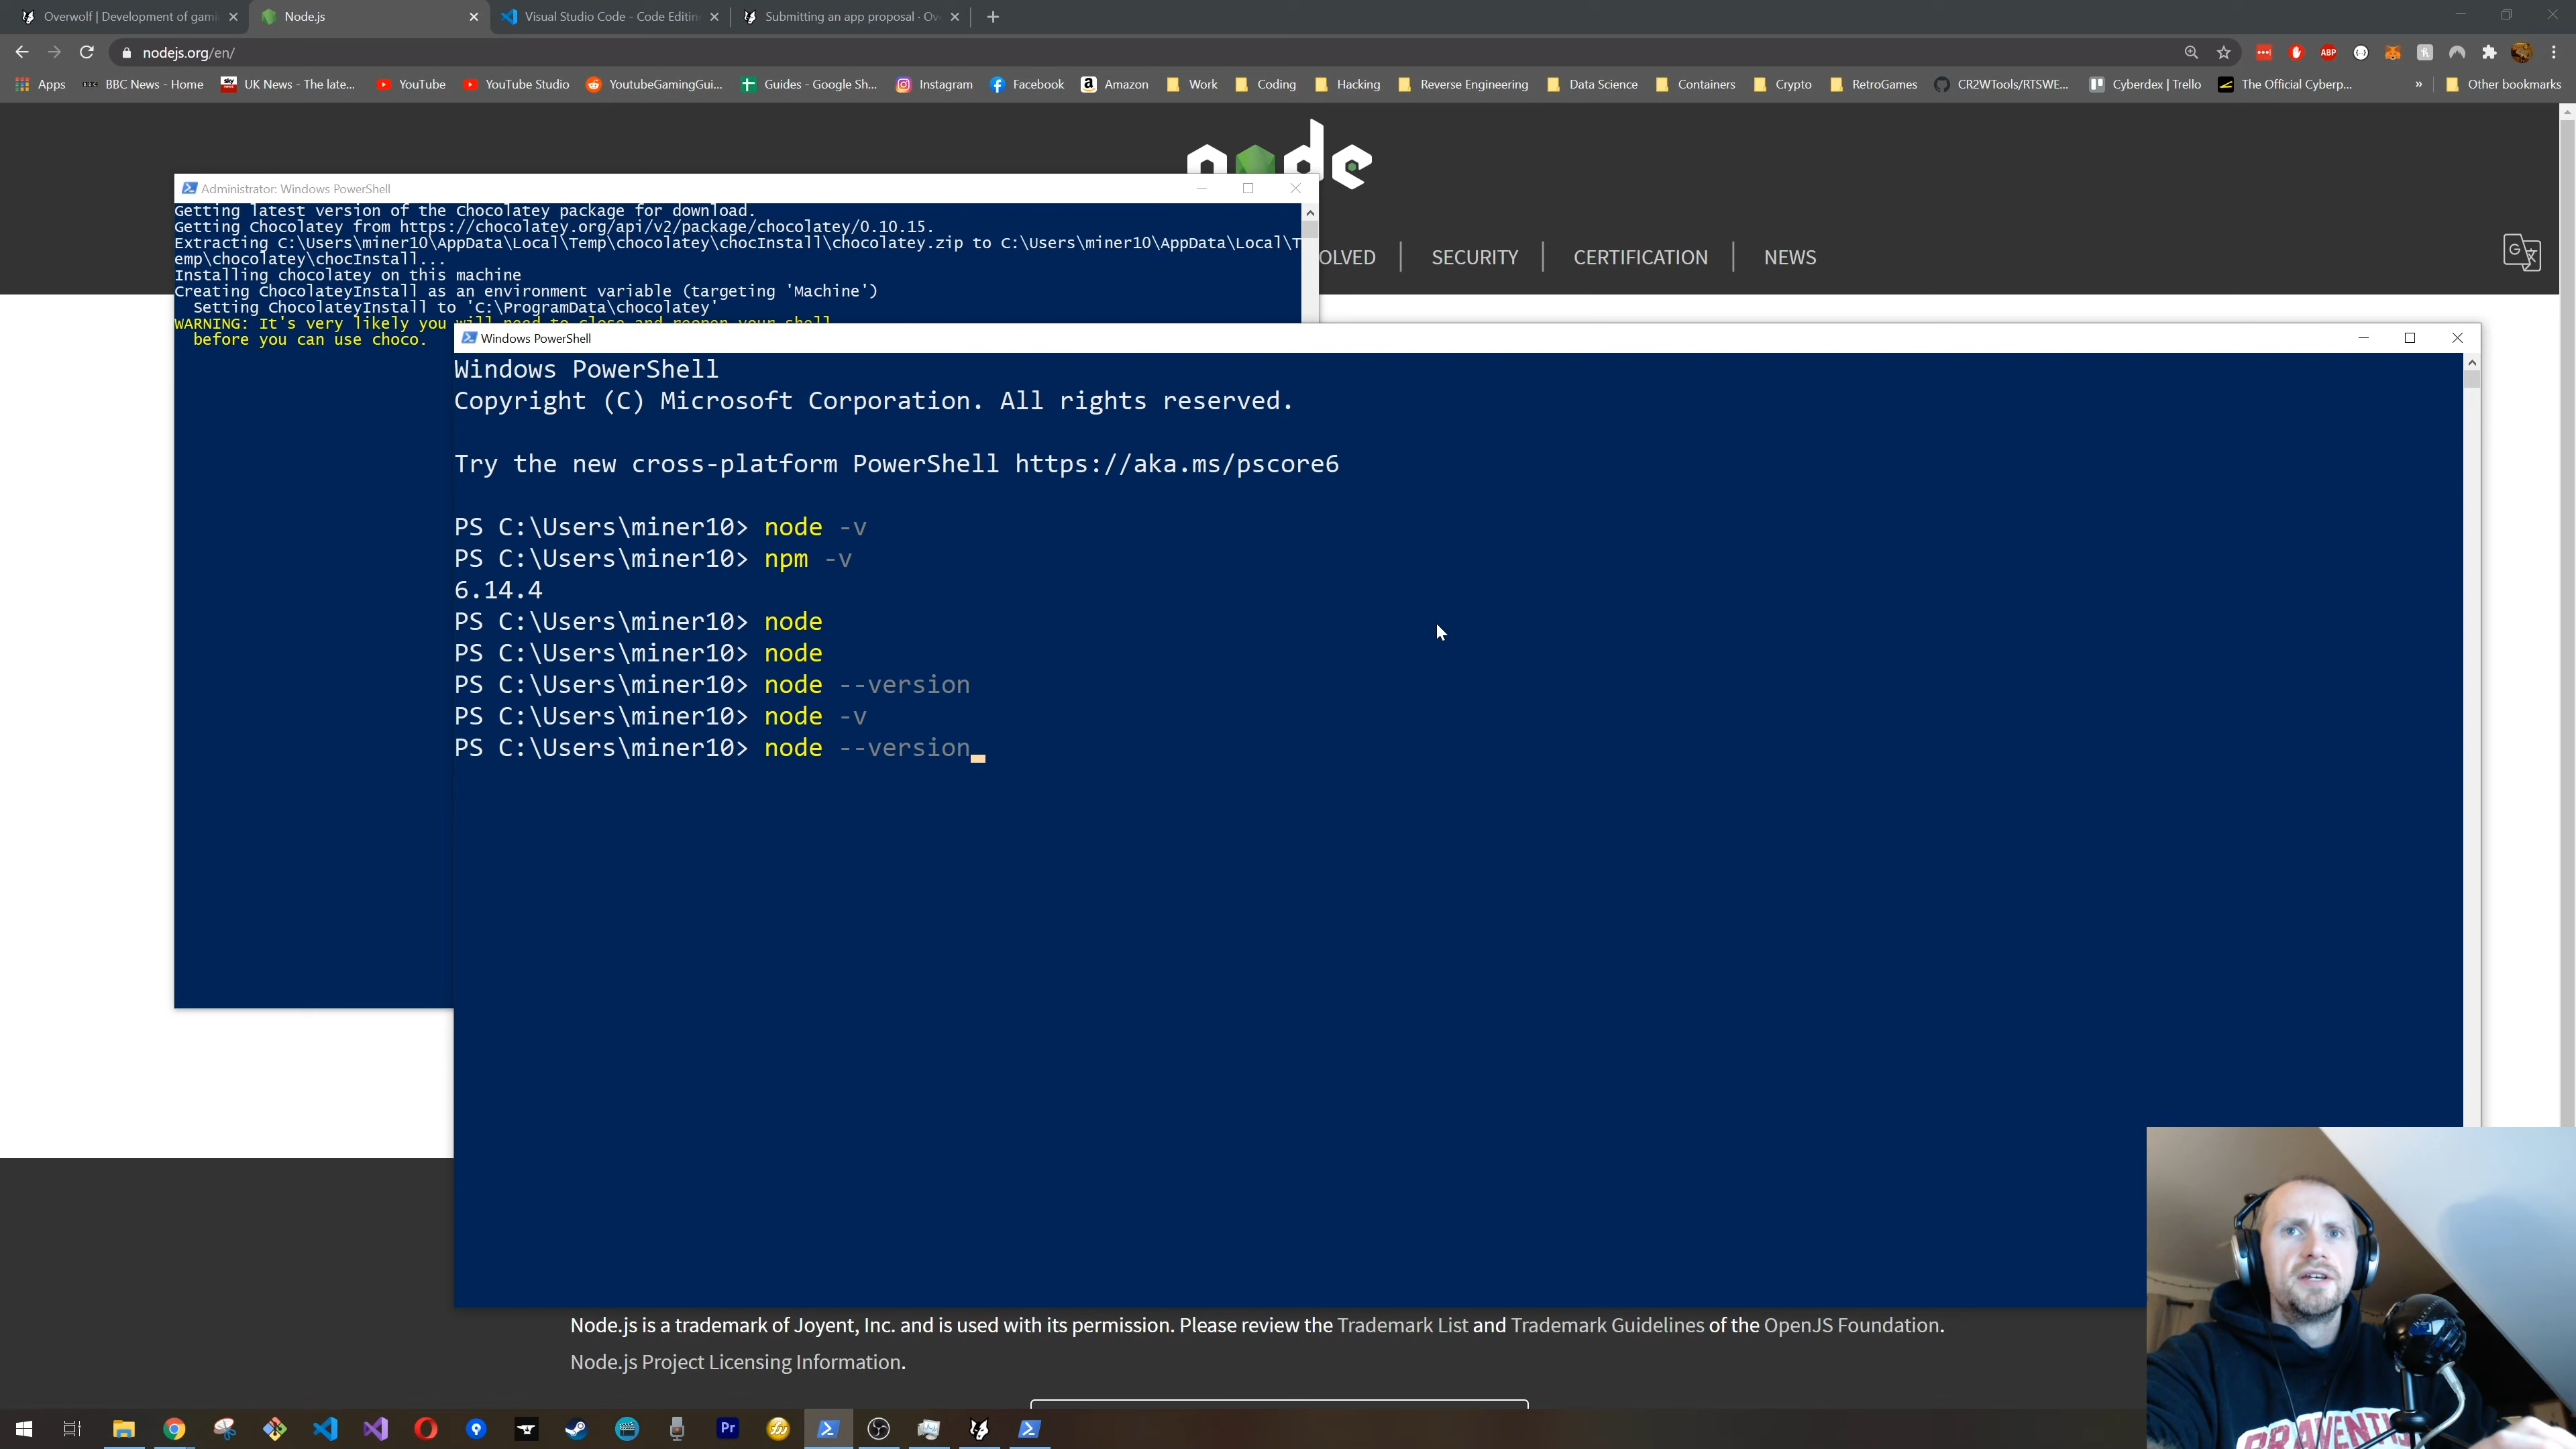 Overwolf | Development of gami
Node.js
Visual Studio Code - Code Editin
Submitting an app proposal · Ov
nodejs.org/en/
ABP
Apps
BBC News - Home
UK News - The late...
YouTube
YouTube Studio
YoutubeGamingGui...
Guides - Google Sh...
Instagram
Facebook
Amazon
Work
Coding
Hacking
Reverse Engineering
Data Science
Containers
Crypto
RetroGames
CR2WTools/RTSWE...
Cyberdex | Trello
The Official Cyberp...
»
Other bookmarks
node
OLVED
SECURITY
CERTIFICATION
NEWS
Administrator: Windows PowerShell
Getting latest version of the Chocolatey package for download.
Getting Chocolatey from https://chocolatey.org/api/v2/package/chocolatey/0.10.15.
Extracting C:\Users\miner10\AppData\Local\Temp\chocolatey\chocInstall\chocolatey.zip to C:\Users\miner10\AppData\Local\T
emp\chocolatey\chocInstall...
Installing chocolatey on this machine
Creating ChocolateyInstall as an environment variable (targeting 'Machine')
Setting ChocolateyInstall to 'C:\ProgramData\chocolatey'
WARNING: It's very likely you will need to close and reopen your shell
before you can use choco.
Windows PowerShell
Windows PowerShell
Copyright (C) Microsoft Corporation. All rights reserved.
Try the new cross-platform PowerShell https://aka.ms/pscore6
PS C:\Users\miner10> node -v
PS C:\Users\miner10> npm -v
6.14.4
PS C:\Users\miner10> node
PS C:\Users\miner10> node
PS C:\Users\miner10> node --version
PS C:\Users\miner10> node -v
PS C:\Users\miner10> node --version
Node.js is a trademark of Joyent, Inc. and is used with its permission. Please review the Trademark List and Trademark Guidelines of the OpenJS Foundation.
Node.js Project Licensing Information.
Pr